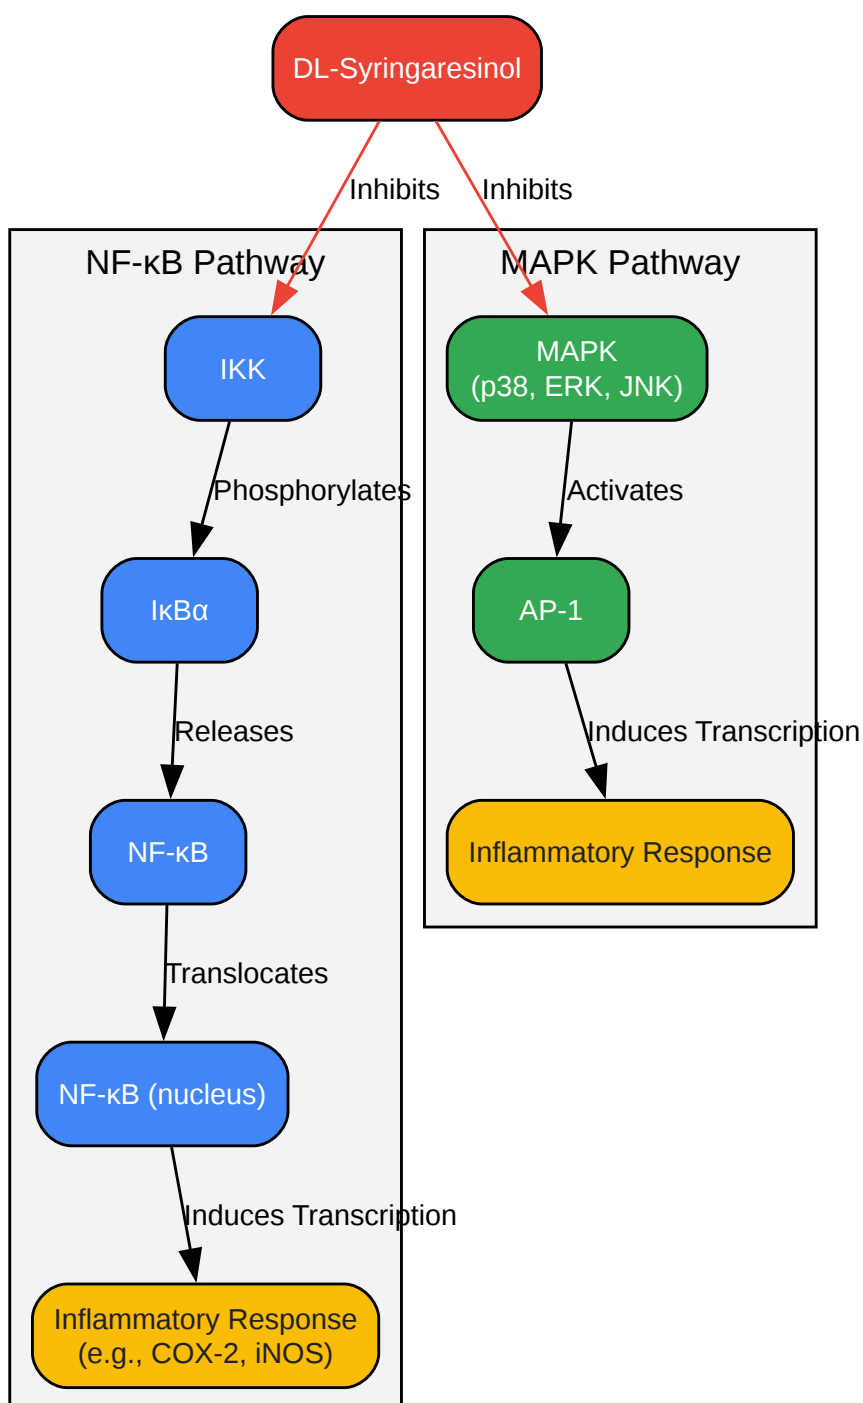 DL-Syringaresinol
Inhibits
Inhibits
NF-κB Pathway
IKK
Phosphorylates
IκBα
Releases
NF-κB
Translocates
NF-κB (nucleus)
Induces Transcription
Inflammatory Response
(e.g., COX-2, iNOS)
MAPK Pathway
MAPK
(p38, ERK, JNK)
Activates
AP-1
Induces Transcription
Inflammatory Response